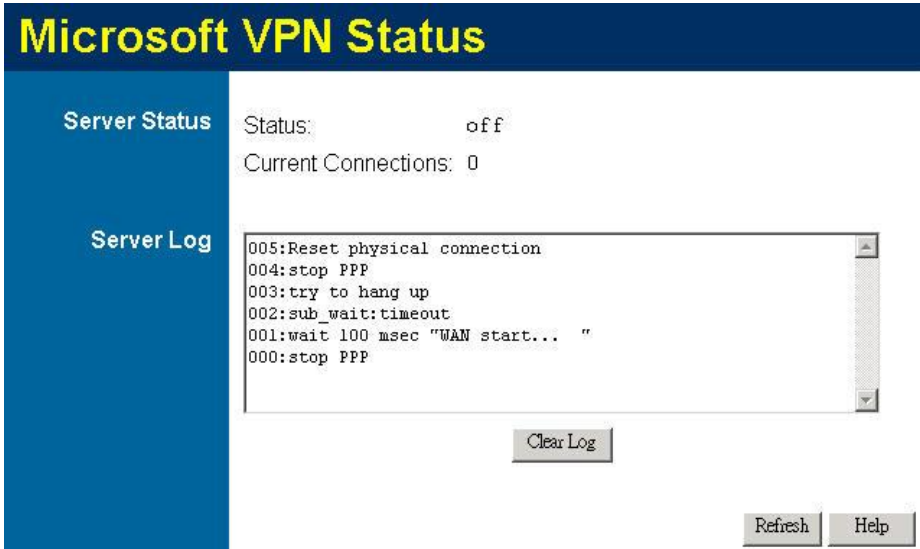 Microsoft VPN Status
Server Status
Status: off
Current Connections: 0
Server Log
005:Reset physical connection
004:stop PPP
003:try to hang up
002:sub_wait:timeout
001:wait 100 msec "WAN start...  "
000:stop PPP
Clear Log
Refresh Help